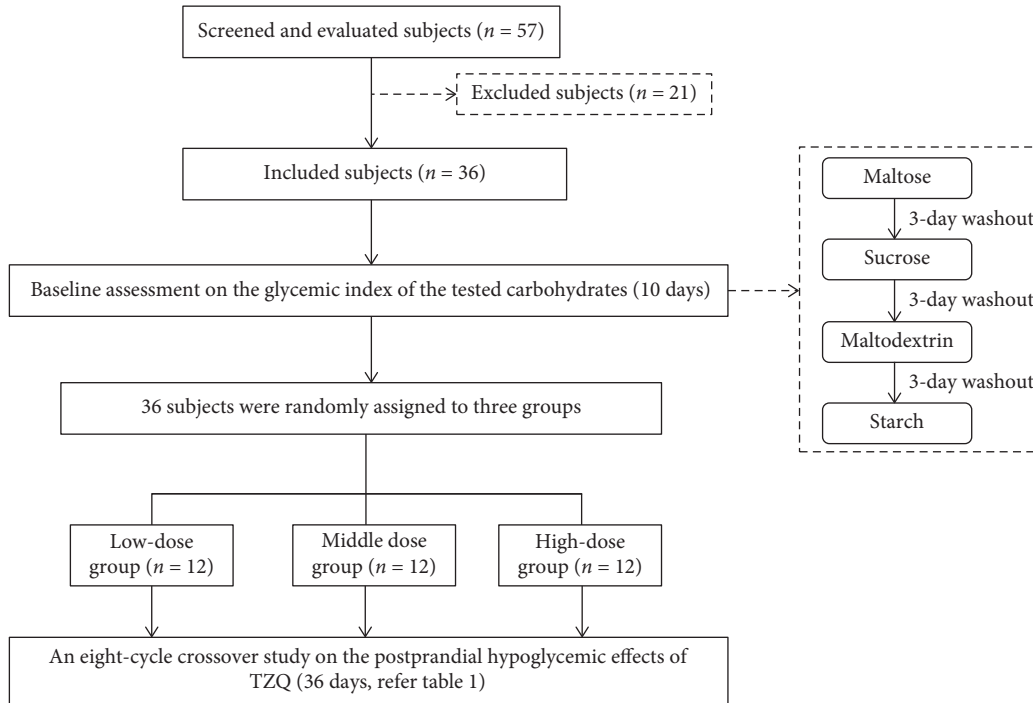 Screened and evaluated subjects (n = 57)
Excluded subjects (n = 21)
Included subjects (n = 36)
Baseline assessment on the glycemic index of the tested carbohydrates (10 days)
Maltose
3-day washout
Sucrose
3-day washout
Maltodextrin
3-day washout
Starch
36 subjects were randomly assigned to three groups
Low-dose
group (n = 12)
Middle dose
group (n = 12)
High-dose
group (n = 12)
An eight-cycle crossover study on the postprandial hypoglycemic effects of
TZQ (36 days, refer table 1)